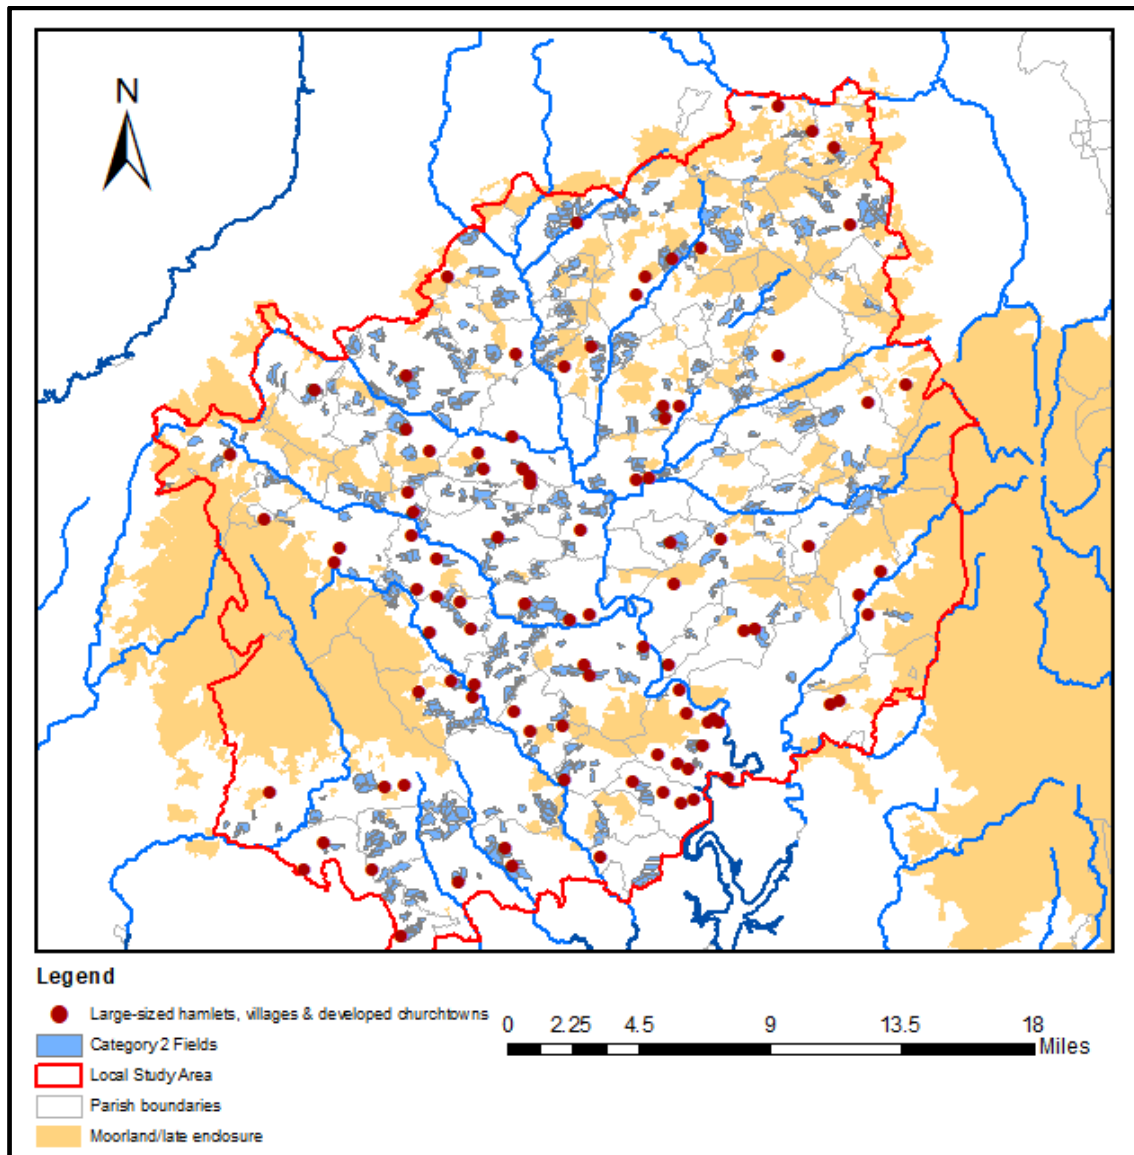 N
Legend
Large-sized hamlets, villages & developed churchtowns
Category 2 Fields
Local Study Area
Parish boundaries
Moorland/late enclosure
0 2.25 4.5 9 13.5 18
Miles